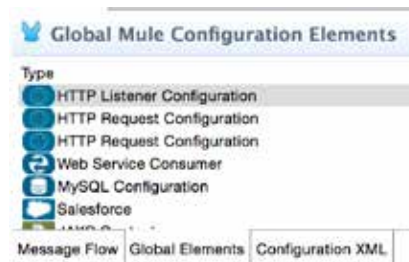 Global Mule Configuration Elements
Type
HTTP Listener Configuration
HTTP Request Configuration
HTTP Request Configuration
Web Service Consumer
MySQL Configuration
Salesforce
Message Flow Global Elements Configuration XML